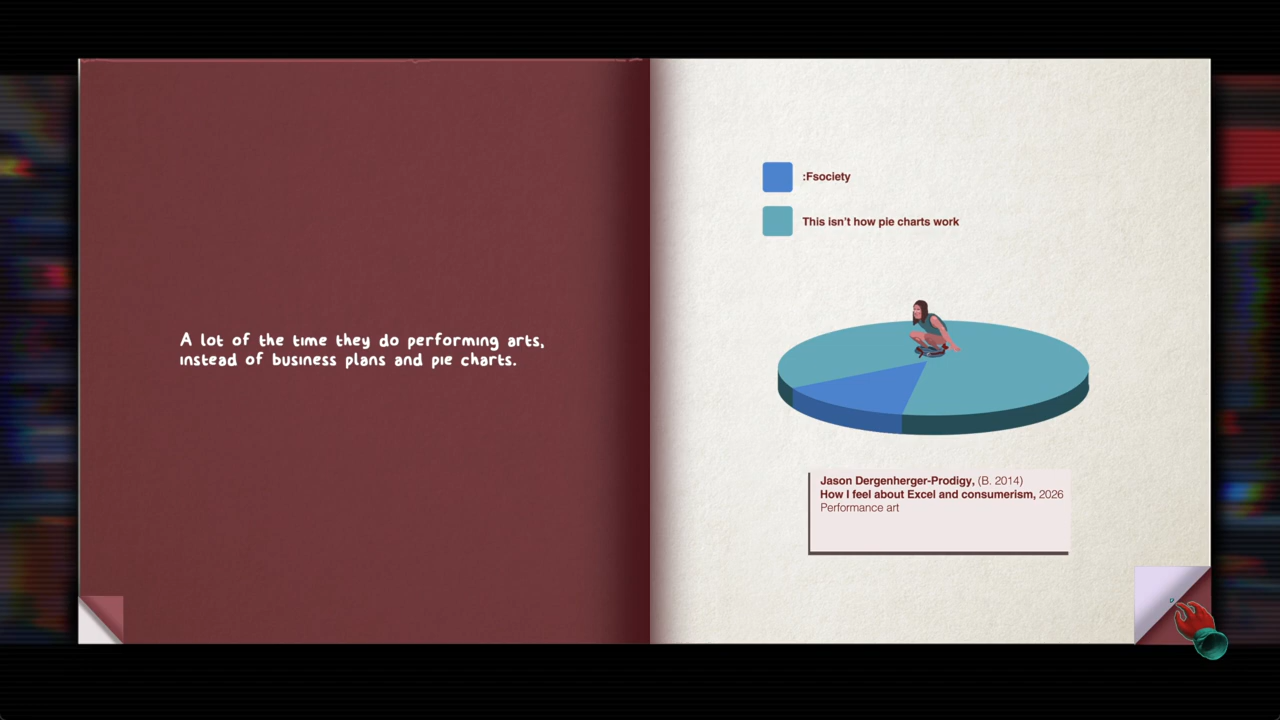 A lot of the time they do performing arts,
instead of business plans and pie charts.
:Fsociety
This isn't how pie charts work
Jason Dergenherger-Prodigy, (B. 2014)
How I feel about Excel and consumerism, 2026
Performance art